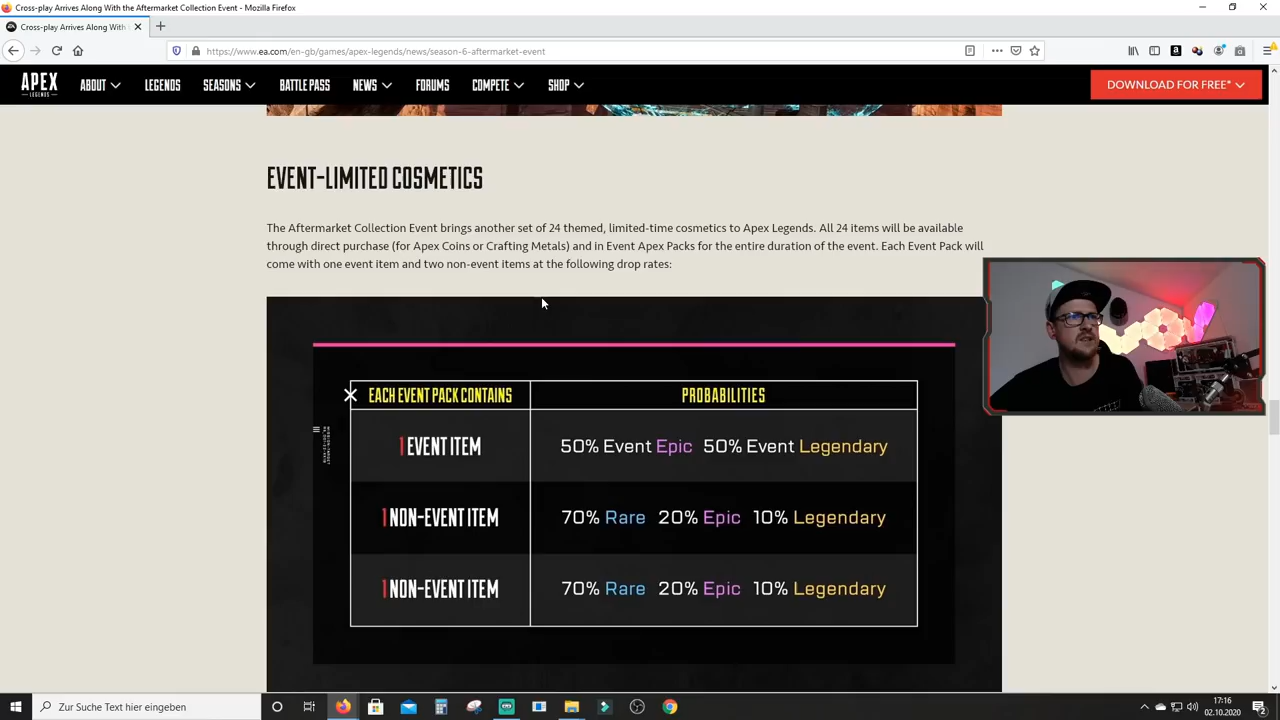 Cross-play Arrives Along With the Aftermarket Collection Event - Mozilla Firefox
Cross-play Arrives Along With
https://www.ea.com/en-gb/games/apex-legends/news/season-6-aftermarket-event
APEX
LEGENDS
ABOUT
LEGENDS
SEASONS
BATTLE PASS
NEWS
FORUMS
COMPETE
SHOP
DOWNLOAD FOR FREE*
EVENT-LIMITED COSMETICS
The Aftermarket Collection Event brings another set of 24 themed, limited-time cosmetics to Apex Legends. All 24 items will be available
through direct purchase (for Apex Coins or Crafting Metals) and in Event Apex Packs for the entire duration of the event. Each Event Pack will
come with one event item and two non-event items at the following drop rates:
EACH EVENT PACK CONTAINS
PROBABILITIES
1 EVENT ITEM
50% Event Epic 50% Event Legendary
1 NON-EVENT ITEM
70% Rare 20% Epic 10% Legendary
1 NON-EVENT ITEM
70% Rare 20% Epic 10% Legendary
Zur Suche Text hier eingeben
17:16
02.10.2020
2